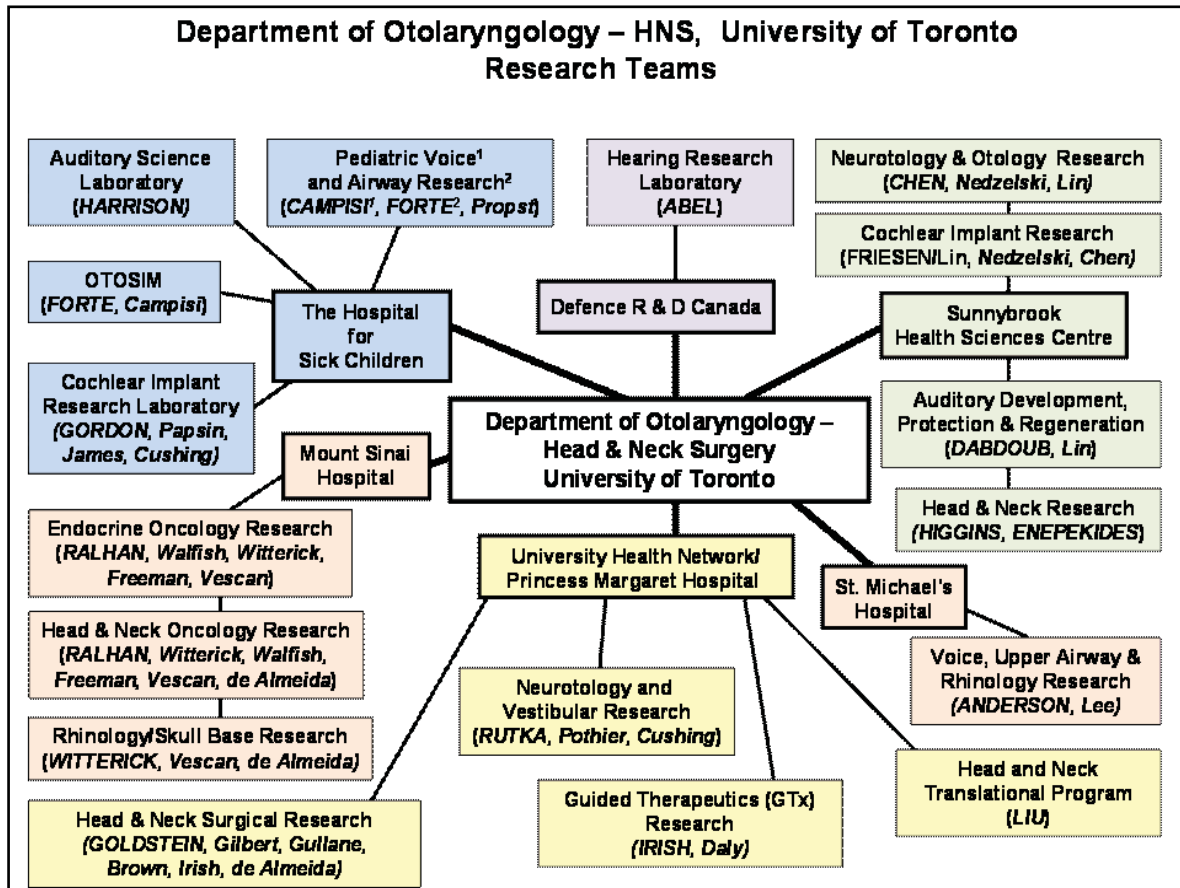 Department of Otolaryngology – HNS, University of Toronto
Research Teams
Auditory Science
Laboratory
(HARRISON)
Pediatric Voice¹
and Airway Research²
(CAMPISI¹, FORTE², Propst)
Hearing Research
Laboratory
(ABEL)
Neurotology & Otology Research
(CHEN, Nedzelski, Lin)
Cochlear Implant Research
(FRIESEN/Lin, Nedzelski, Chen)
OTOSIM
(FORTE, Campisi)
The Hospital
for
Sick Children
Defence R & D Canada
Sunnybrook
Health Sciences Centre
Cochlear Implant
Research Laboratory
(GORDON, Papsin,
James, Cushing)
Mount Sinai
Hospital
Department of Otolaryngology –
Head & Neck Surgery
University of Toronto
Auditory Development,
Protection & Regeneration
(DABDOUB, Lin)
Head & Neck Research
(HIGGINS, ENEPEKIDES)
Endocrine Oncology Research
(RALHAN, Walfish, Witterick,
Freeman, Vescan)
University Health Network/
Princess Margaret Hospital
St. Michael's
Hospital
Head & Neck Oncology Research
(RALHAN, Witterick, Walfish,
Freeman, Vescan, de Almeida)
Voice, Upper Airway &
Rhinology Research
(ANDERSON, Lee)
Neurotology and
Vestibular Research
(RUTKA, Pothier, Cushing)
Rhinology/Skull Base Research
(WITTERICK, Vescan, de Almeida)
Head and Neck
Translational Program
(LIU)
Guided Therapeutics (GTx)
Research
(IRISH, Daly)
Head & Neck Surgical Research
(GOLDSTEIN, Gilbert, Gullane,
Brown, Irish, de Almeida)